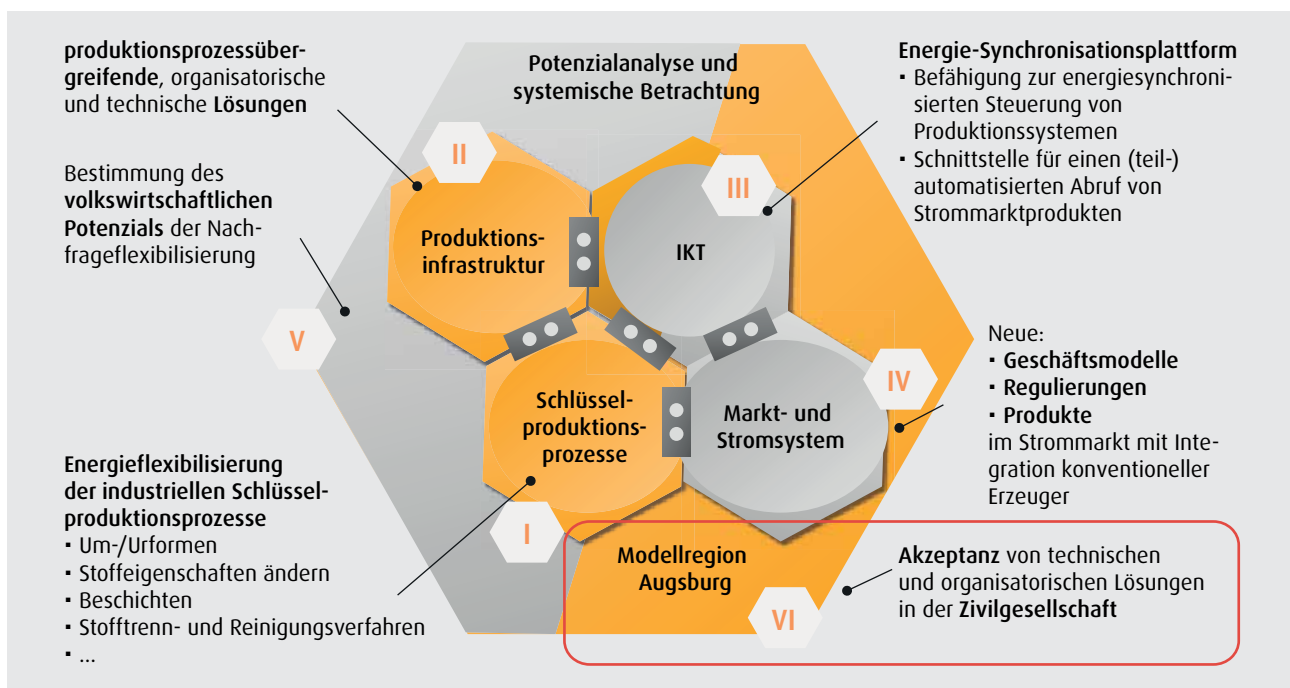 produktionsprozessüber-
greifende, organisatorische
und technische Lösungen
Bestimmung des
volkswirtschaftlichen
Potenzials der Nach-
frageflexibilisierung
V
Energieflexibilisierung
der industriellen Schlüssel-
produktionsprozesse
▪ Um-/Urformen
▪ Stoffeigenschaften ändern
▪ Beschichten
▪ Stofftrenn- und Reinigungsverfahren
▪ ...
Potenzialanalyse und
systemische Betrachtung
II
Produktions-
infrastruktur
III
IKT
Schlüssel-
produktions-
prozesse
I
IV
Markt- und
Stromsystem
Modellregion
Augsburg
VI
Energie-Synchronisationsplattform
▪ Befähigung zur energiesynchroni-
sierten Steuerung von
Produktionssystemen
▪ Schnittstelle für einen (teil-)
automatisierten Abruf von
Strommarktprodukten
Neue:
▪ Geschäftsmodelle
▪ Regulierungen
▪ Produkte
im Strommarkt mit Inte-
gration konventioneller
Erzeuger
Akzeptanz von technischen
und organisatorischen Lösungen
in der Zivilgesellschaft